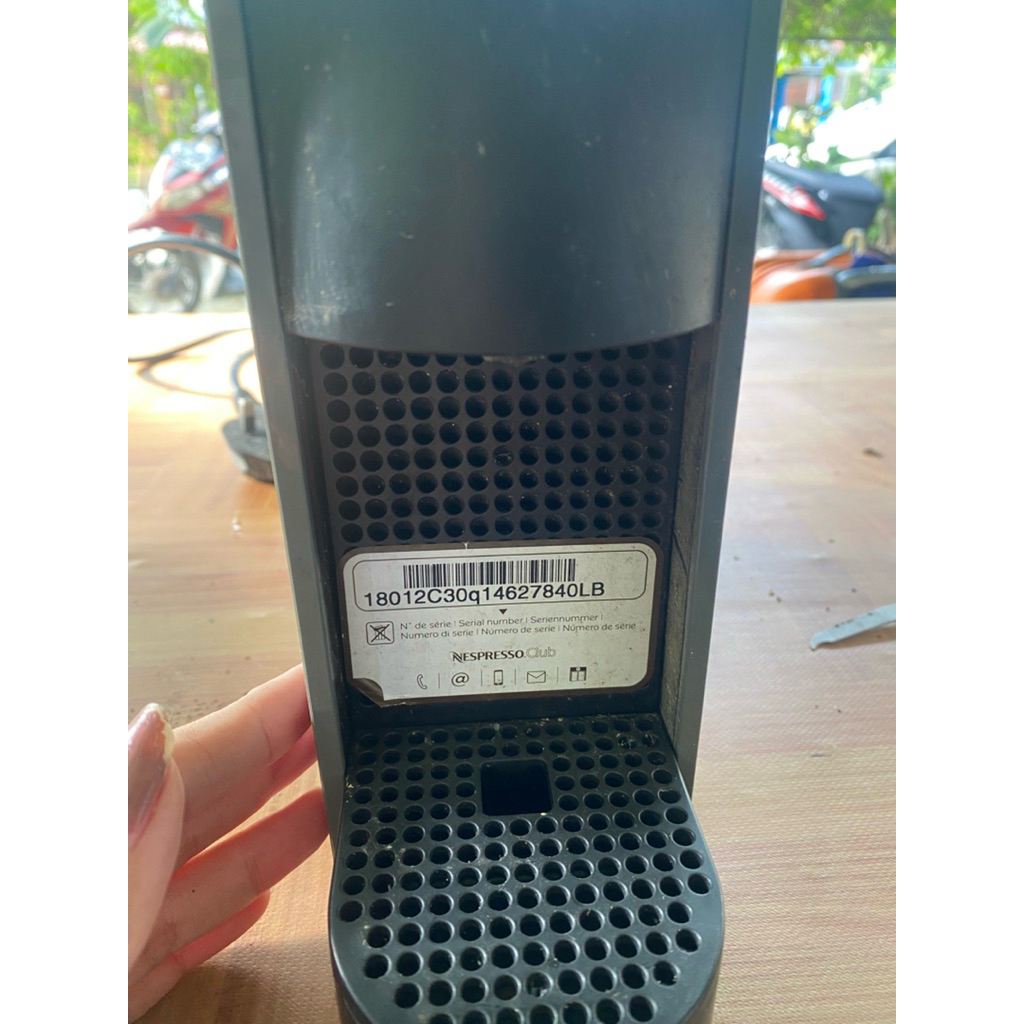 18012C30q14627840LB
N° de série | Serial number | Seriennummer |
Numero di serie | Número de serie | Número de série
NESPRESSO.Club
@